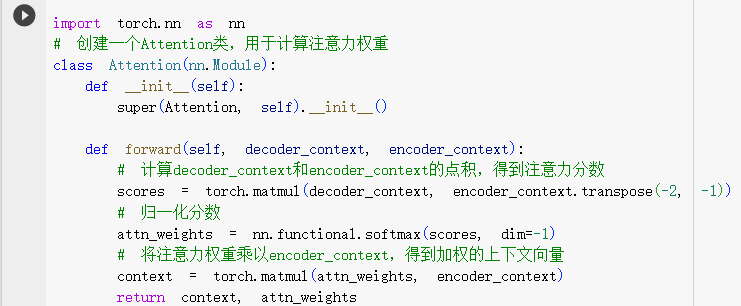 import torch.nn as nn
# 创建一个Attention类，用于计算注意力权重
class Attention(nn.Module):
    def __init__(self):
        super(Attention, self).__init__()

    def forward(self, decoder_context, encoder_context):
        # 计算decoder_context和encoder_context的点积，得到注意力分数
        scores = torch.matmul(decoder_context, encoder_context.transpose(-2, -1))
        # 归一化分数
        attn_weights = nn.functional.softmax(scores, dim=-1)
        # 将注意力权重乘以encoder_context，得到加权的上下文向量
        context = torch.matmul(attn_weights, encoder_context)
        return context, attn_weights